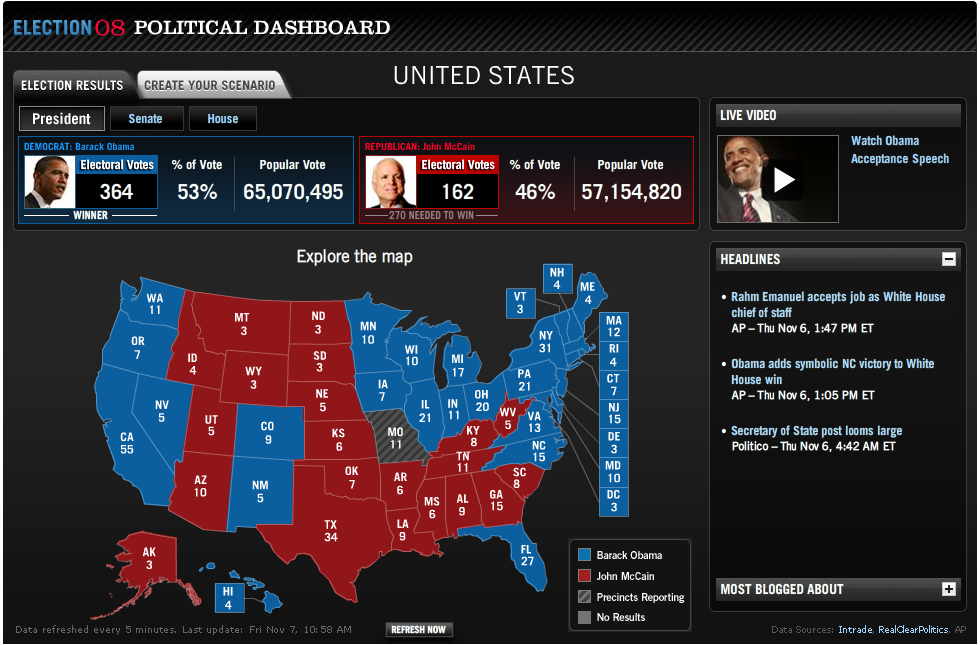 ELECTION 08 POLITICAL DASHBOARD
UNITED STATES
ELECTION RESULTS
CREATE YOUR SCENARIO
President
Senate
House
DEMOCRAT: Barack Obama
Electoral Votes
% of Vote
Popular Vote
364
53%
65,070,495
WINNER
REPUBLICAN: John McCain
Electoral Votes
% of Vote
Popular Vote
162
46%
57,154,820
270 NEEDED TO WIN
Explore the map
WA
11
OR
7
CA
55
NV
5
ID
4
MT
3
WY
3
UT
5
AZ
10
CO
9
NM
5
ND
3
SD
3
NE
5
KS
6
OK
7
TX
34
MN
10
IA
7
MO
11
AR
6
LA
9
WI
10
IL
21
MI
17
IN
11
OH
20
KY
8
TN
11
MS
6
AL
9
GA
15
FL
27
SC
8
NC
15
VA
13
WV
5
PA
21
NY
31
VT
3
NH
4
ME
4
MA
12
RI
4
CT
7
NJ
15
DE
3
MD
10
DC
3
AK
3
HI
4
Barack Obama
John McCain
Precincts Reporting
No Results
Data refreshed every 5 minutes. Last update: Fri Nov 7, 10:58 AM
REFRESH NOW
LIVE VIDEO
Watch Obama
Acceptance Speech
HEADLINES
• Rahm Emanuel accepts job as White House
chief of staff
AP – Thu Nov 6, 1:47 PM ET
• Obama adds symbolic NC victory to White
House win
AP – Thu Nov 6, 1:05 PM ET
• Secretary of State post looms large
Politico – Thu Nov 6, 4:42 AM ET
MOST BLOGGED ABOUT
Data Sources: Intrade, RealClearPolitics, AP